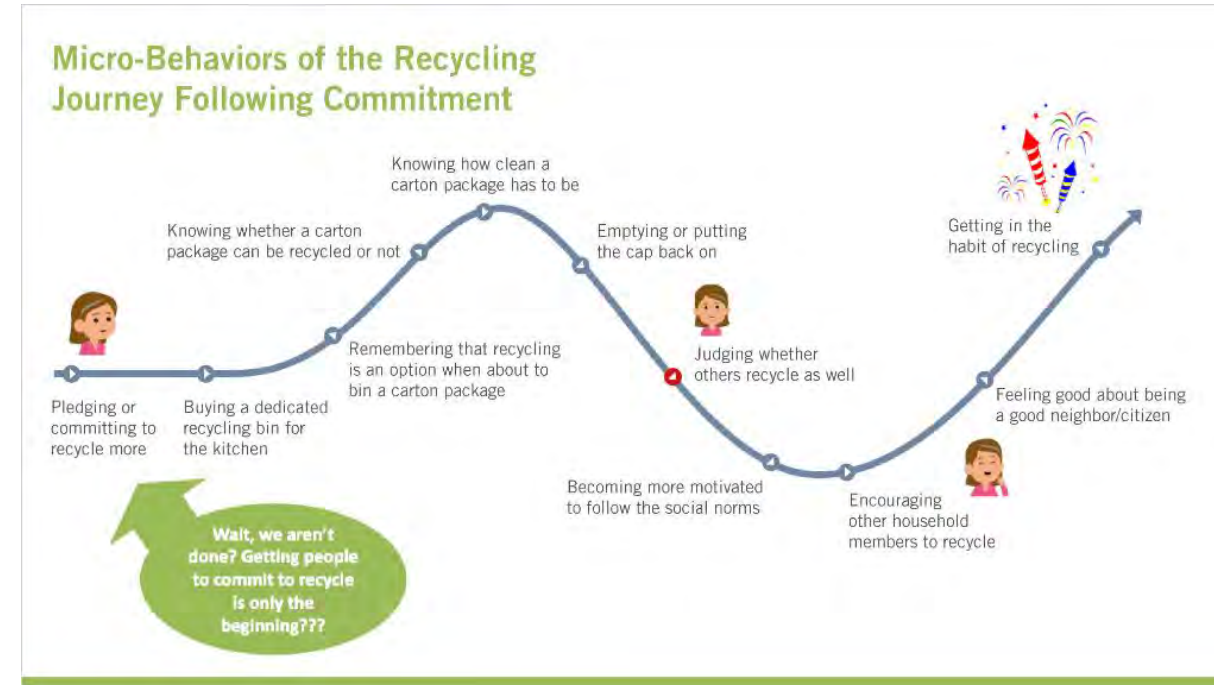 Micro-Behaviors of the Recycling
Journey Following Commitment
Knowing how clean a
carton package has to be
Knowing whether a carton
package can be recycled or not
Emptying or putting
the cap back on
Getting in the
habit of recycling
Remembering that recycling
is an option when about to
bin a carton package
Judging whether
others recycle as well
Pledging or
committing to
recycle more
Buying a dedicated
recycling bin for
the kitchen
Feeling good about being
a good neighbor/citizen
Becoming more motivated
to follow the social norms
Encouraging
other household
members to recycle
Wait, we aren't
done? Getting people
to commit to recycle
is only the
beginning???